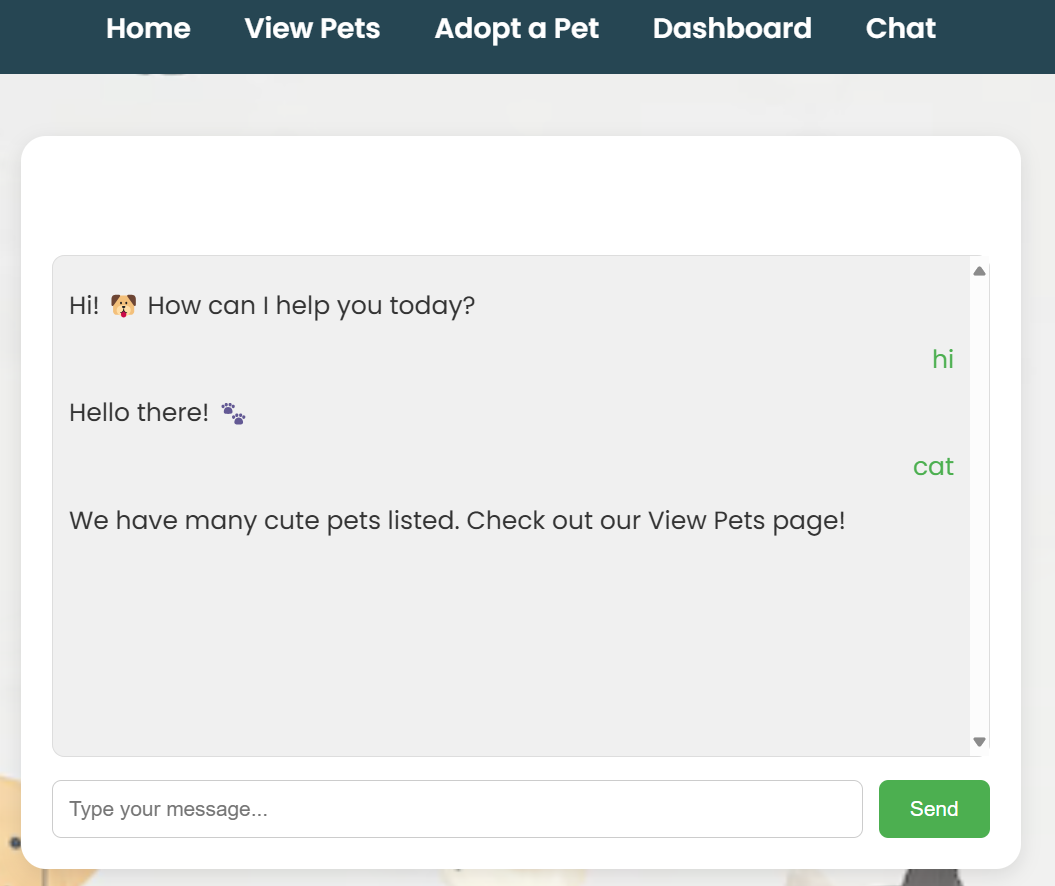 Home View Pets Adopt a Pet Dashboard Chat
Hi! 🐶 How can I help you today?
hi
Hello there! 🐾
cat
We have many cute pets listed. Check out our View Pets page!
Type your message...
Send